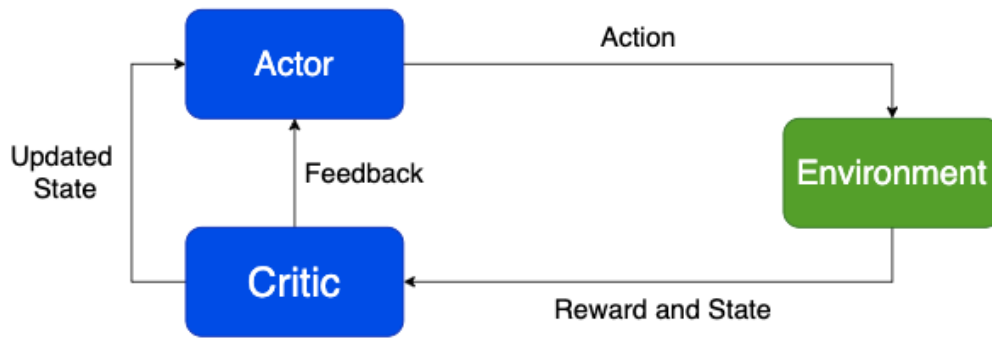 Action
Actor
Updated
State
Feedback
Environment
Critic
Reward and State